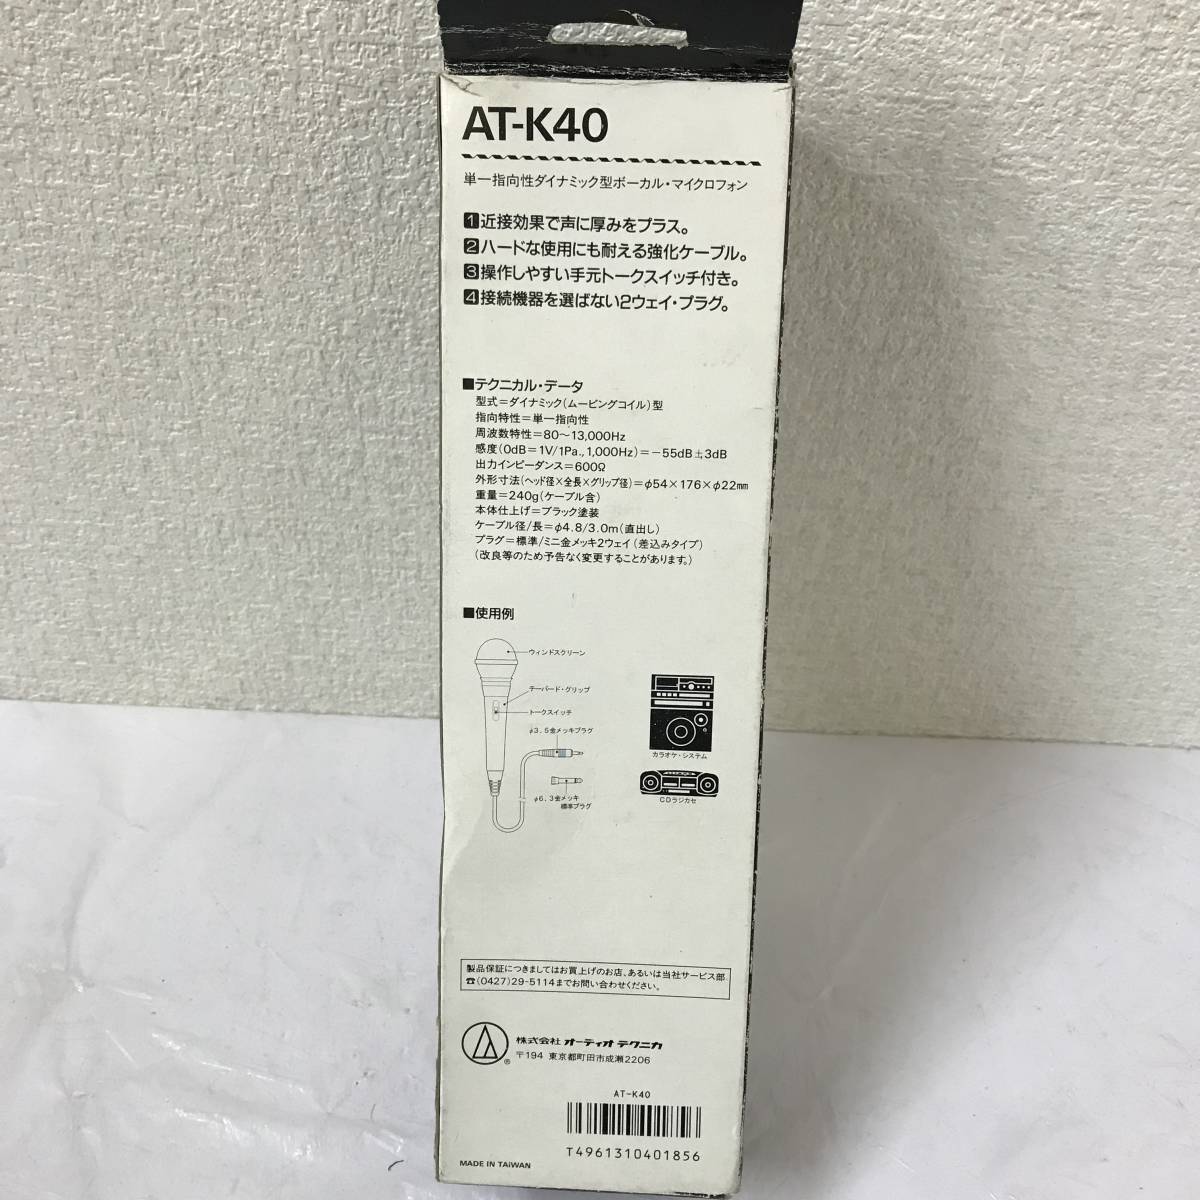 AT-K40
単一指向性ダイナミック型ボーカル・マイクロフォン
1近接効果で声に厚みをプラス。
2ハードな使用にも耐える強化ケーブル。
3操作しやすい手元トークスイッチ付き。
4接続機器を選ばない2ウェイ・プラグ。
■テクニカル・データ
型式=ダイナミック(ムービングコイル)型
指向特性=単一指向性
周波数特性=80〜13,000Hz
感度(0dB=1V/1Pa.,1,000Hz)=−55dB±3dB
出力インピーダンス=600Ω
外形寸法(ヘッド径×全長×グリップ径)=φ54×176×φ22㎜
重量=240g(ケーブル含)
本体仕上げ=ブラック塗装
ケーブル径/長=φ4.8/3.0m(直出し)
プラグ=標準/ミニ金メッキ2ウェイ(差込みタイプ)
(改良等のため予告なく変更することがあります。)
■使用例
ウィンドスクリーン
テーパード・グリップ
トークスイッチ
φ3.5金メッキプラグ
φ6.3金メッキ
標準プラグ
カラオケ・システム
CDラジカセ
製品保証につきましてはお買上げのお店、あるいは当社サービス部
☎(0427)29-5114までお問い合わせください。
® 株式会社 オーディオ テクニカ
〒194 東京都町田市成瀬2206
AT-K40
T4961310401856
MADE IN TAIWAN